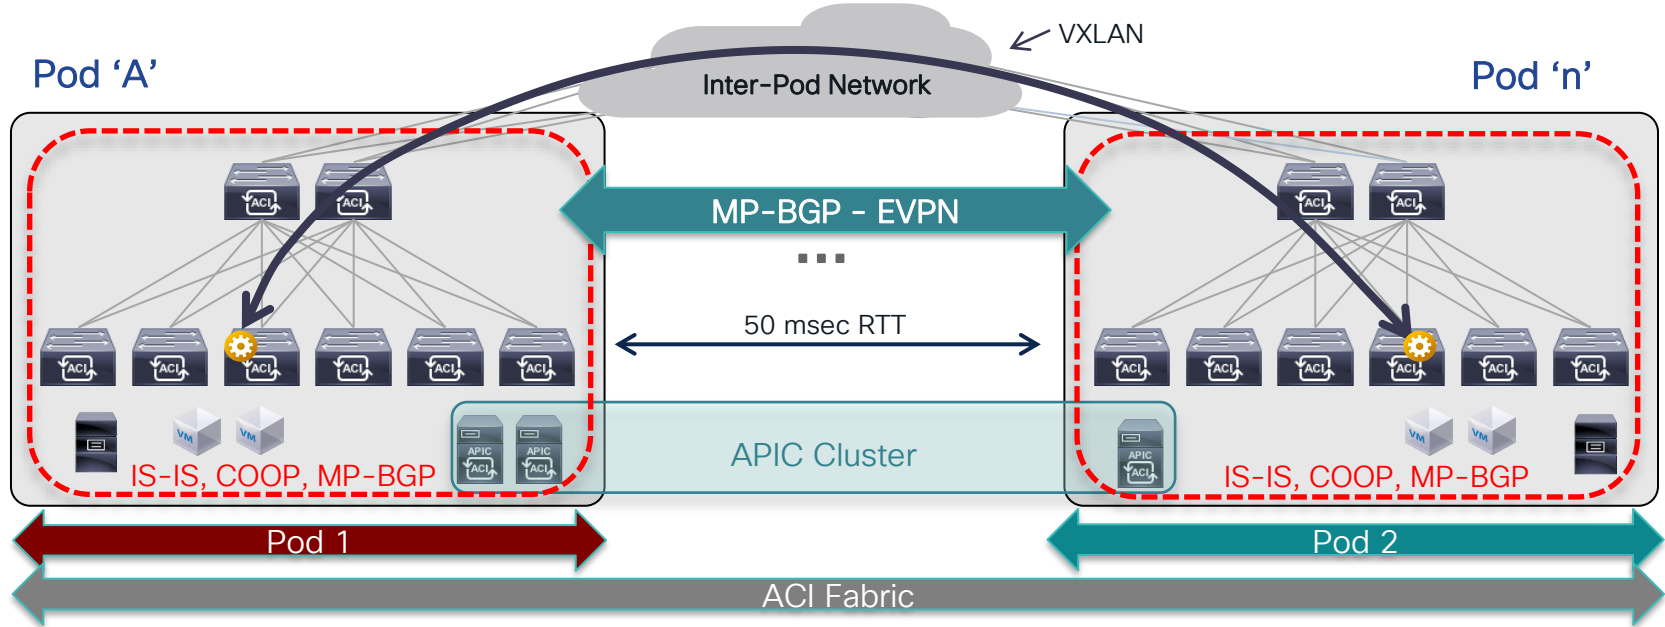 VXLAN
Pod ‘A’
Inter-Pod Network
Pod ‘n’
ACI ACI
ACI ACI
MP-BGP - EVPN
...
50 msec RTT
ACI ACI ACI ACI ACI ACI
ACI ACI ACI ACI ACI ACI
VM VM
VM VM
APIC ACI
APIC ACI
APIC Cluster
APIC ACI
IS-IS, COOP, MP-BGP
IS-IS, COOP, MP-BGP
Pod 1
Pod 2
ACI Fabric